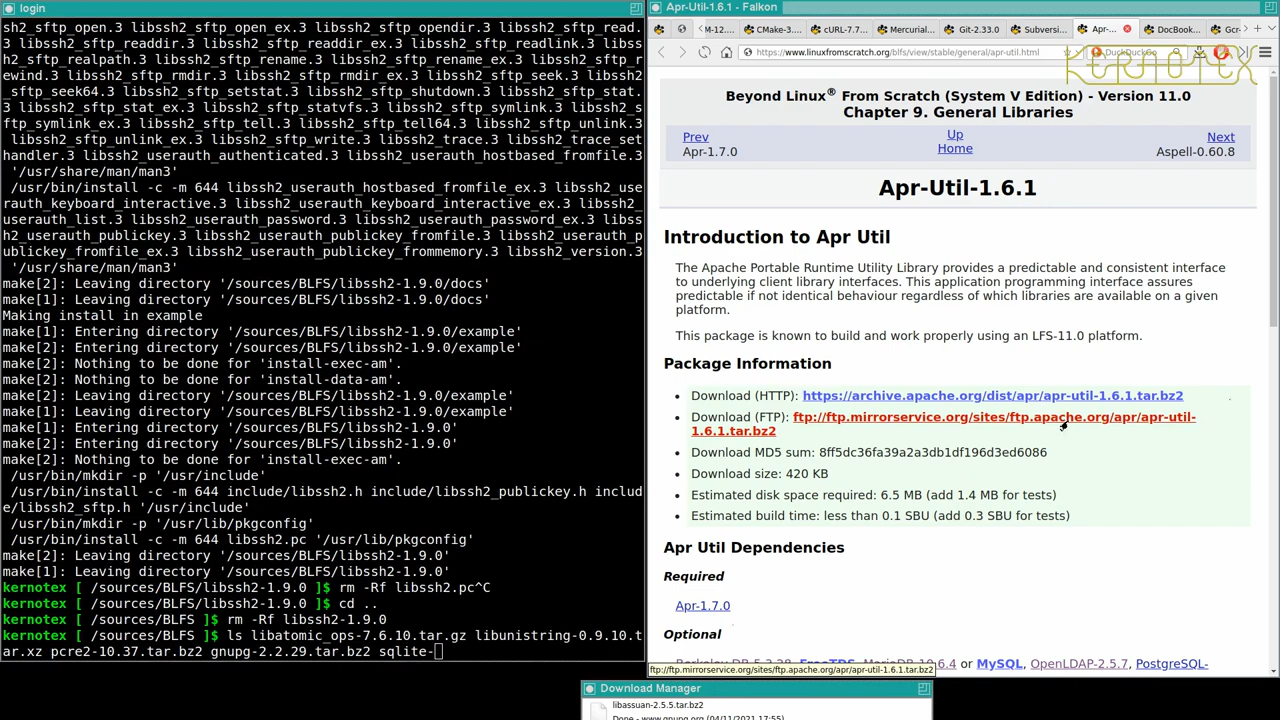 login
sh2_sftp_open.3 libssh2_sftp_open_ex.3 libssh2_sftp_opendir.3 libssh2_sftp_read.
3 libssh2_sftp_readdir.3 libssh2_sftp_readdir_ex.3 libssh2_sftp_readlink.3 libss
h2_sftp_realpath.3 libssh2_sftp_rename.3 libssh2_sftp_rename_ex.3 libssh2_sftp_r
ewind.3 libssh2_sftp_rmdir.3 libssh2_sftp_rmdir_ex.3 libssh2_sftp_seek.3 libssh2
_sftp_seek64.3 libssh2_sftp_setstat.3 libssh2_sftp_shutdown.3 libssh2_sftp_stat.
3 libssh2_sftp_stat_ex.3 libssh2_sftp_statvfs.3 libssh2_sftp_symlink.3 libssh2_s
ftp_symlink_ex.3 libssh2_sftp_tell.3 libssh2_sftp_tell64.3 libssh2_sftp_unlink.3
libssh2_sftp_unlink_ex.3 libssh2_sftp_write.3 libssh2_trace.3 libssh2_trace_set
handler.3 libssh2_userauth_authenticated.3 libssh2_userauth_hostbased_fromfile.3
'/usr/share/man/man3'
/usr/bin/install -c -m 644 libssh2_userauth_hostbased_fromfile_ex.3 libssh2_use
rauth_keyboard_interactive.3 libssh2_userauth_keyboard_interactive_ex.3 libssh2_
userauth_list.3 libssh2_userauth_password.3 libssh2_userauth_password_ex.3 libss
h2_userauth_publickey.3 libssh2_userauth_publickey_fromfile.3 libssh2_userauth_p
ublickey_fromfile_ex.3 libssh2_userauth_publickey_frommemory.3 libssh2_version.3
'/usr/share/man/man3'
make[2]: Leaving directory '/sources/BLFS/libssh2-1.9.0/docs'
make[1]: Leaving directory '/sources/BLFS/libssh2-1.9.0/docs'
Making install in example
make[1]: Entering directory '/sources/BLFS/libssh2-1.9.0/example'
make[2]: Entering directory '/sources/BLFS/libssh2-1.9.0/example'
make[2]: Nothing to be done for 'install-exec-am'.
make[2]: Nothing to be done for 'install-data-am'.
make[2]: Leaving directory '/sources/BLFS/libssh2-1.9.0/example'
make[1]: Leaving directory '/sources/BLFS/libssh2-1.9.0/example'
make[1]: Entering directory '/sources/BLFS/libssh2-1.9.0'
make[2]: Entering directory '/sources/BLFS/libssh2-1.9.0'
make[2]: Nothing to be done for 'install-exec-am'.
/usr/bin/mkdir -p '/usr/include'
/usr/bin/install -c -m 644 include/libssh2.h include/libssh2_publickey.h includ
e/libssh2_sftp.h '/usr/include'
/usr/bin/mkdir -p '/usr/lib/pkgconfig'
/usr/bin/install -c -m 644 libssh2.pc '/usr/lib/pkgconfig'
make[2]: Leaving directory '/sources/BLFS/libssh2-1.9.0'
make[1]: Leaving directory '/sources/BLFS/libssh2-1.9.0'
kernotex [ /sources/BLFS/libssh2-1.9.0 ]$ rm -Rf libssh2.pc^C
kernotex [ /sources/BLFS/libssh2-1.9.0 ]$ cd ..
kernotex [ /sources/BLFS ]$ rm -Rf libssh2-1.9.0
kernotex [ /sources/BLFS ]$ ls libatomic_ops-7.6.10.tar.gz libunistring-0.9.10.t
ar.xz pcre2-10.37.tar.bz2 gnupg-2.2.29.tar.bz2 sqlite-
Apr-Util-1.6.1 - Falkon
M-12.... CMake-3.... cURL-7.7... Mercurial... Git-2.33.0 Subversi... Apr-... DocBook... Gcr-
https://www.linuxfromscratch.org/blfs/view/stable/general/apr-util.html DuckDuckGo
KERNOTEX
Beyond Linux® From Scratch (System V Edition) - Version 11.0
Chapter 9. General Libraries
Prev Up Next
Apr-1.7.0 Home Aspell-0.60.8
Apr-Util-1.6.1
Introduction to Apr Util
The Apache Portable Runtime Utility Library provides a predictable and consistent interface
to underlying client library interfaces. This application programming interface assures
predictable if not identical behaviour regardless of which libraries are available on a given
platform.
This package is known to build and work properly using an LFS-11.0 platform.
Package Information
Download (HTTP): https://archive.apache.org/dist/apr/apr-util-1.6.1.tar.bz2
Download (FTP): ftp://ftp.mirrorservice.org/sites/ftp.apache.org/apr/apr-util-
1.6.1.tar.bz2
Download MD5 sum: 8ff5dc36fa39a2a3db1df196d3ed6086
Download size: 420 KB
Estimated disk space required: 6.5 MB (add 1.4 MB for tests)
Estimated build time: less than 0.1 SBU (add 0.3 SBU for tests)
Apr Util Dependencies
Required
Apr-1.7.0
Optional
Berkeley DB-5.3.28, FreeTDS, MariaDB-10.6.4 or MySQL, OpenLDAP-2.5.7, PostgreSQL-
ftp://ftp.mirrorservice.org/sites/ftp.apache.org/apr/apr-util-1.6.1.tar.bz2
Download Manager
libassuan-2.5.5.tar.bz2
Done - www.gnupg.org (04/11/2021 17:55)